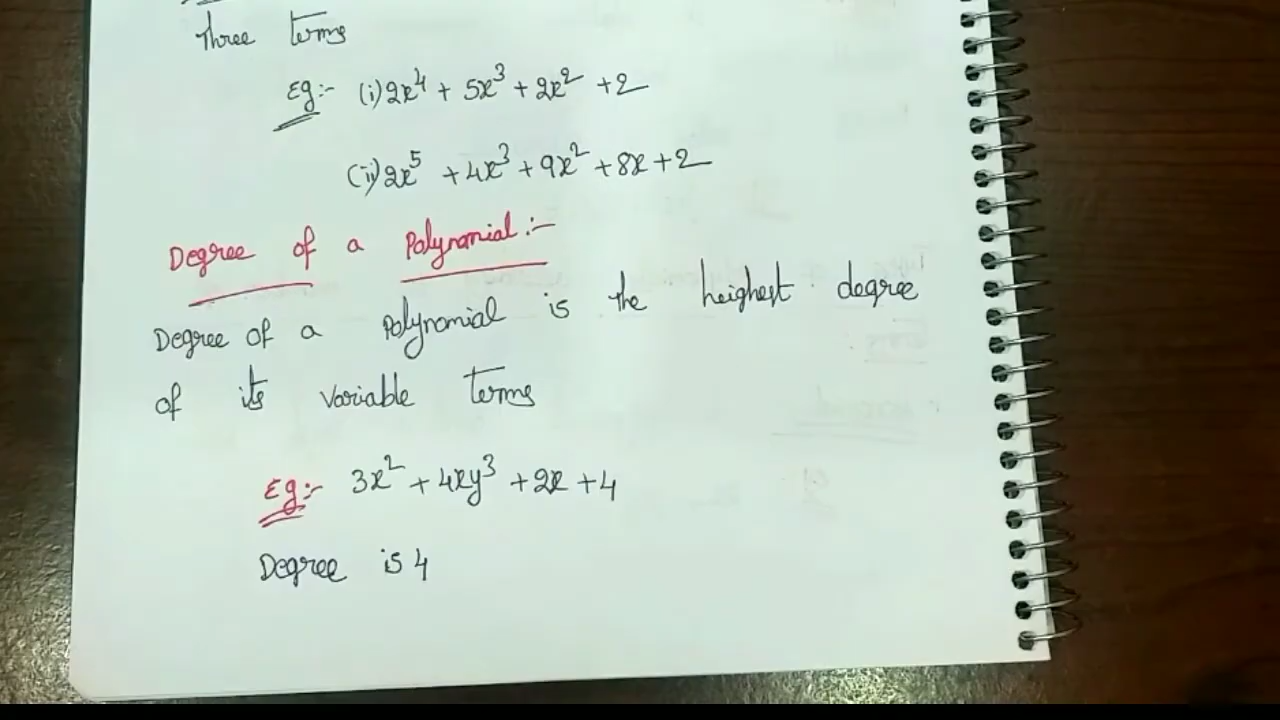 Three terms
Eg:- (i) 2x⁴ + 5x³ + 2x² + 2
(ii) 2x⁵ + 4x³ + 9x² + 8x + 2
Degree of a Polynomial:-
Degree of a Polynomial is the heighest degree
of its variable terms
Eg:- 3x² + 4xy³ + 2x + 4
Degree is 4